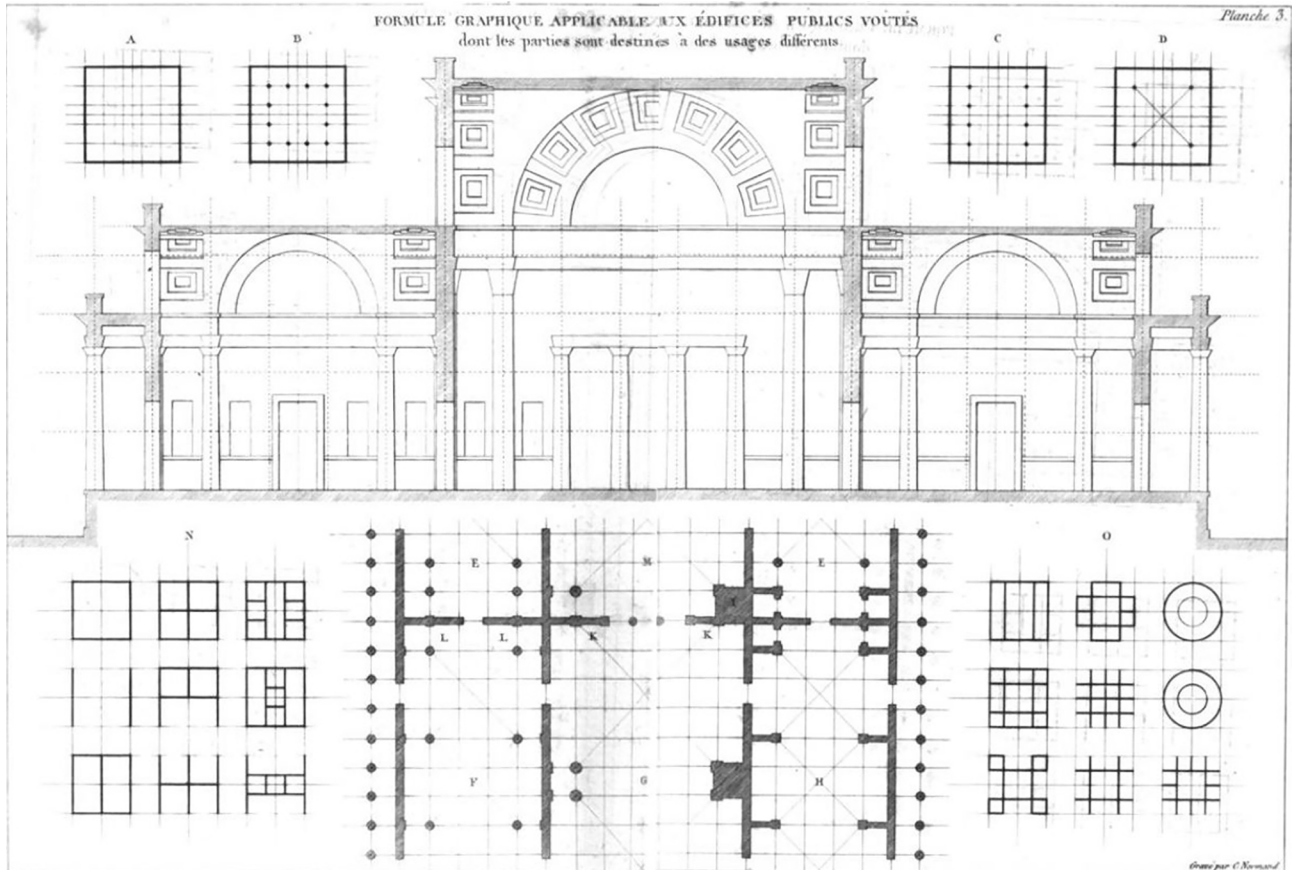 Planche 3.
FORMULE GRAPHIQUE APPLICABLE AUX ÉDIFICES PUBLICS VOUTÉS
dont les parties sont destinés à des usages différents.
A
B
C
D
N
E
M
E
O
I
L
L
K
K
F
G
H
Gravé par C. Normand.